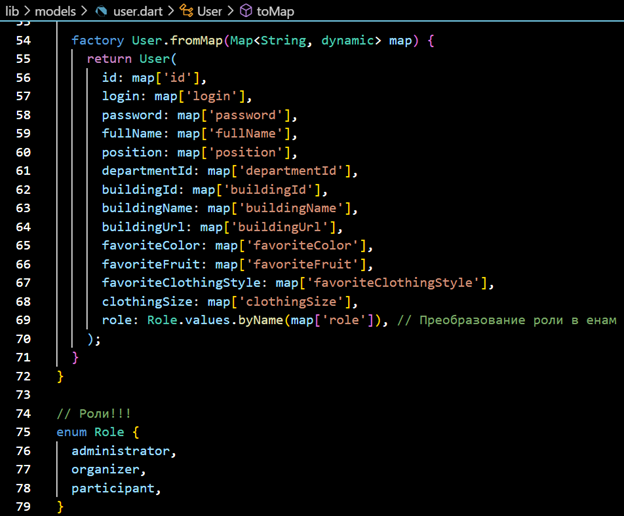 lib > models > user.dart > User > toMap
54 factory User.fromMap(Map<String, dynamic> map) {
55 return User(
56 id: map['id'],
57 login: map['login'],
58 password: map['password'],
59 fullName: map['fullName'],
60 position: map['position'],
61 departmentId: map['departmentId'],
62 buildingId: map['buildingId'],
63 buildingName: map['buildingName'],
64 buildingUrl: map['buildingUrl'],
65 favoriteColor: map['favoriteColor'],
66 favoriteFruit: map['favoriteFruit'],
67 favoriteClothingStyle: map['favoriteClothingStyle'],
68 clothingSize: map['clothingSize'],
69 role: Role.values.byName(map['role']), // Преобразование роли в енам
70 );
71 }
72 }
73
74 // Роли!!!
75 enum Role {
76 administrator,
77 organizer,
78 participant,
79 }